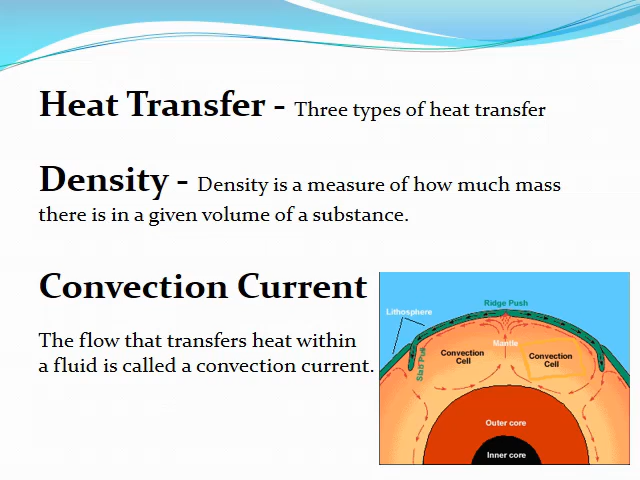 Heat Transfer - Three types of heat transfer
Density - Density is a measure of how much mass
there is in a given volume of a substance.
Convection Current
The flow that transfers heat within
a fluid is called a convection current.
Ridge Push
Lithosphere
Mantle
Slab Pull
Convection
Cell
Convection
Cell
Outer core
Inner core